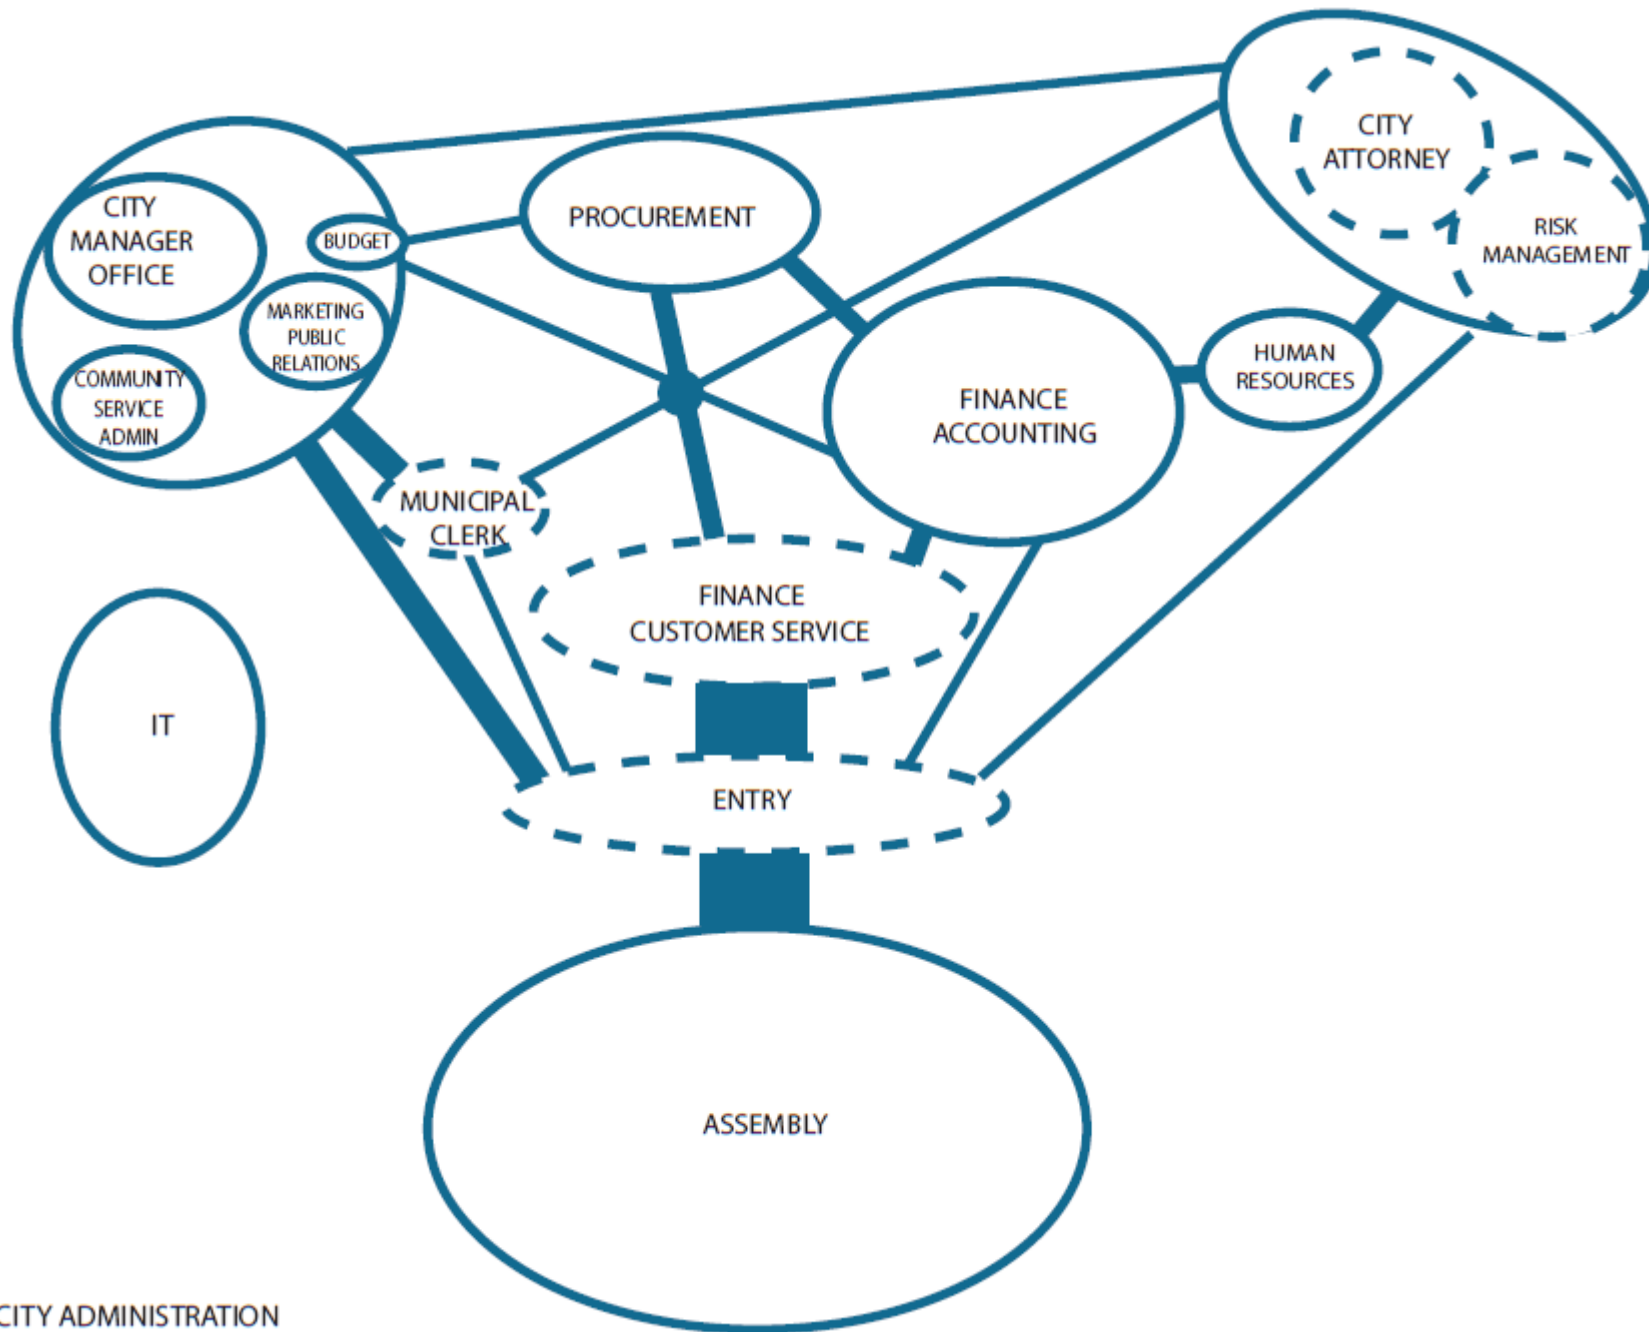 CITY
MANAGER
OFFICE
BUDGET
MARKETING
PUBLIC
RELATIONS
COMMUNITY
SERVICE
ADMIN
PROCUREMENT
CITY
ATTORNEY
RISK
MANAGEMENT
HUMAN
RESOURCES
FINANCE
ACCOUNTING
MUNICIPAL
CLERK
FINANCE
CUSTOMER SERVICE
IT
ENTRY
ASSEMBLY
CITY ADMINISTRATION